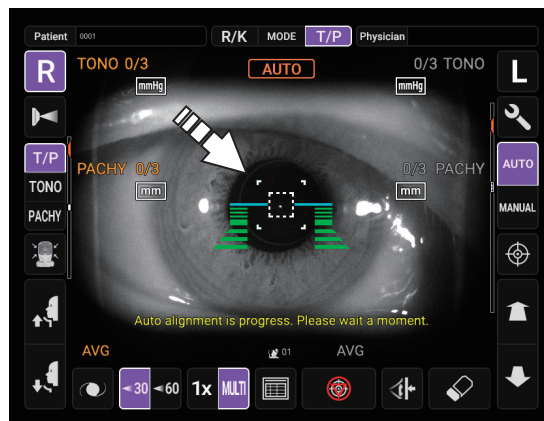 Patient 0001 R/K MODE T/P Physician
R TONO 0/3 AUTO 0/3 TONO L
mmHg mmHg
T/P PACHY 0/3 0/3 PACHY AUTO
TONO mm mm
PACHY MANUAL
Auto alignment is progress. Please wait a moment.
AVG 01 AVG
30 60 1x MULTI